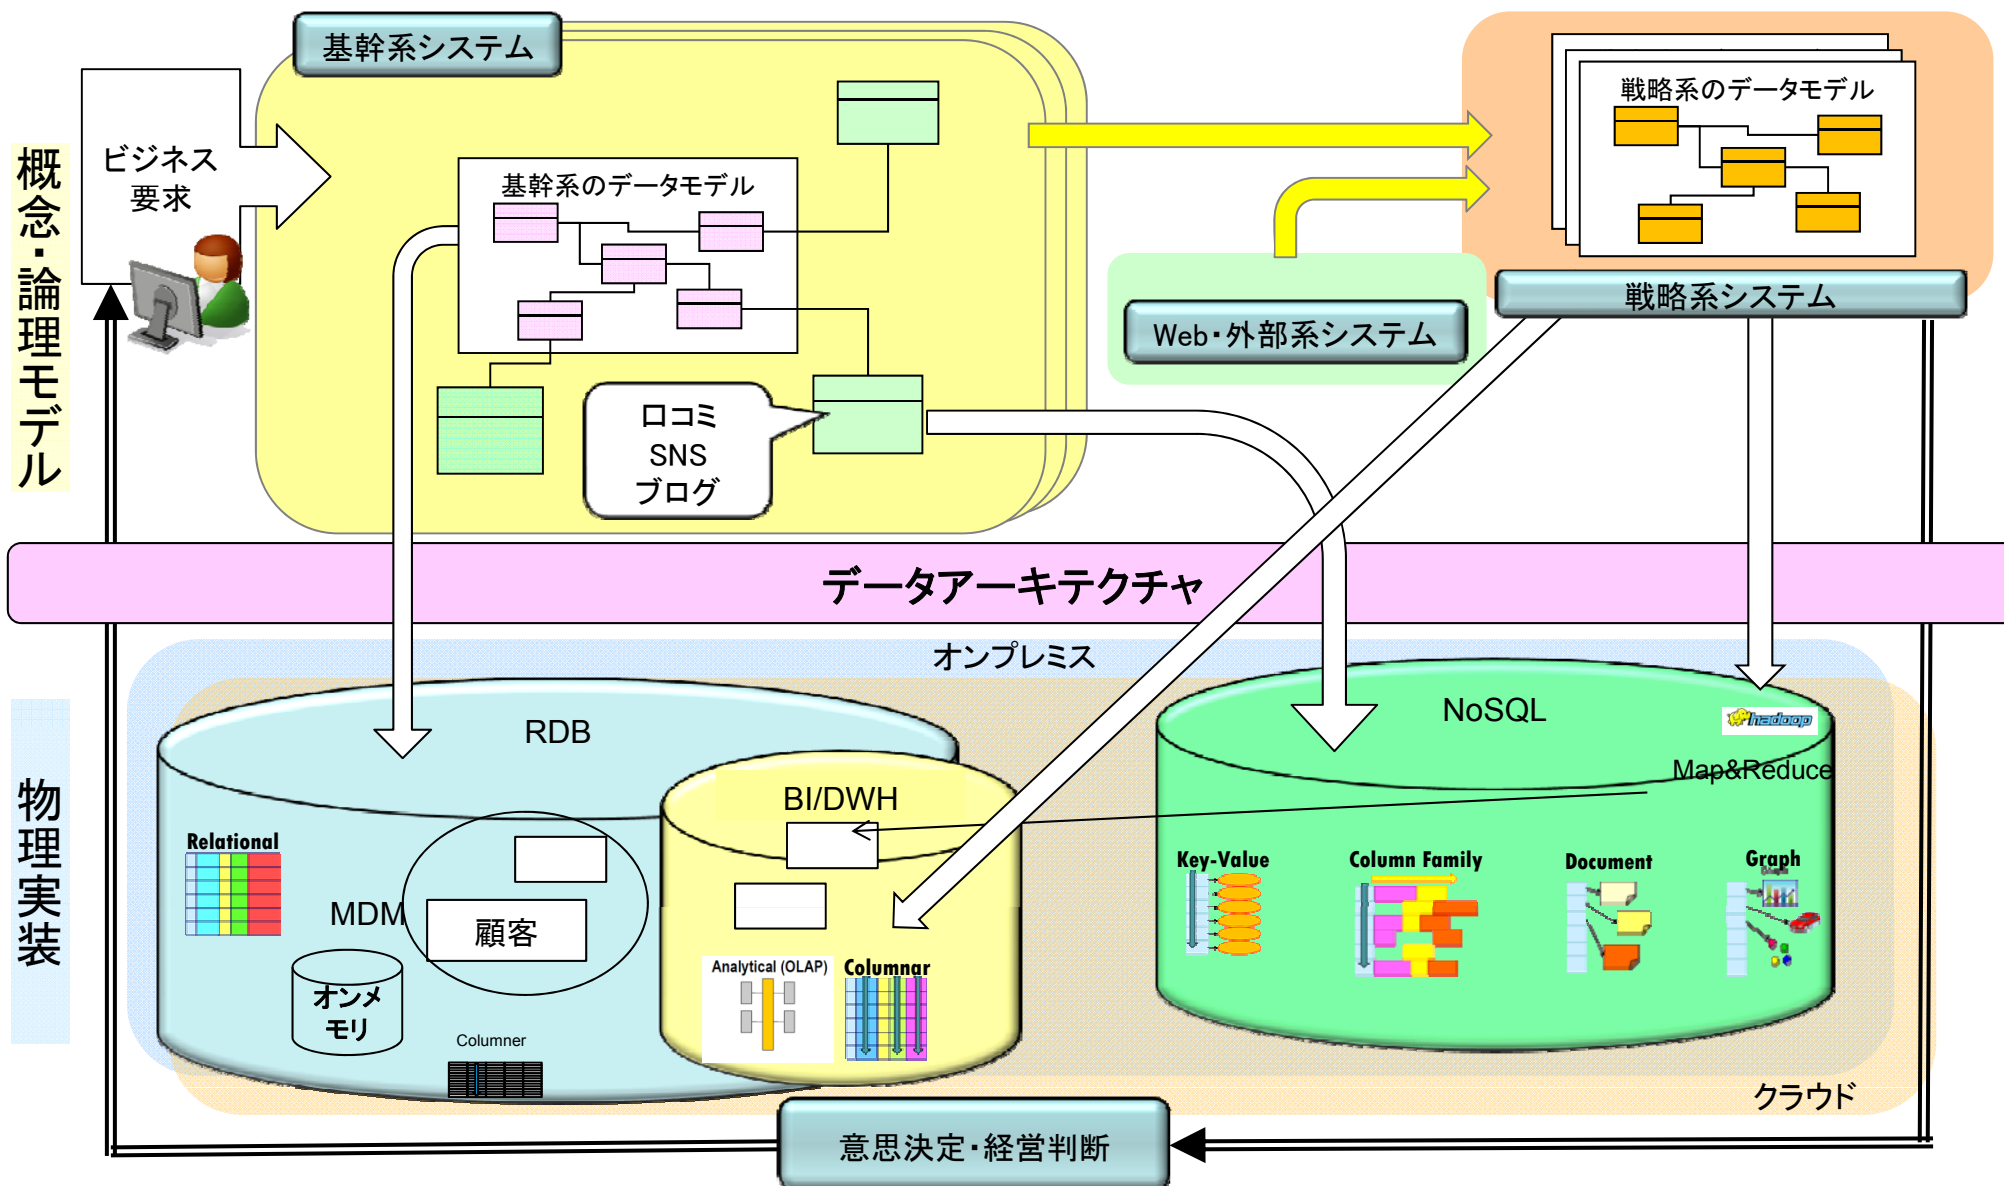 基幹系システム
戦略系のデータモデル
ビジネス
要求
基幹系のデータモデル
概念・論理モデル
戦略系システム
Web・外部系システム
口コミ
SNS
ブログ
データアーキテクチャ
オンプレミス
RDB
NoSQL
hadoop
Map&Reduce
BI/DWH
物理実装
Relational
Key-Value
Column Family
Document
Graph
MDM
顧客
Analytical (OLAP)
Columnar
オンメ
モリ
Columner
クラウド
意思決定・経営判断